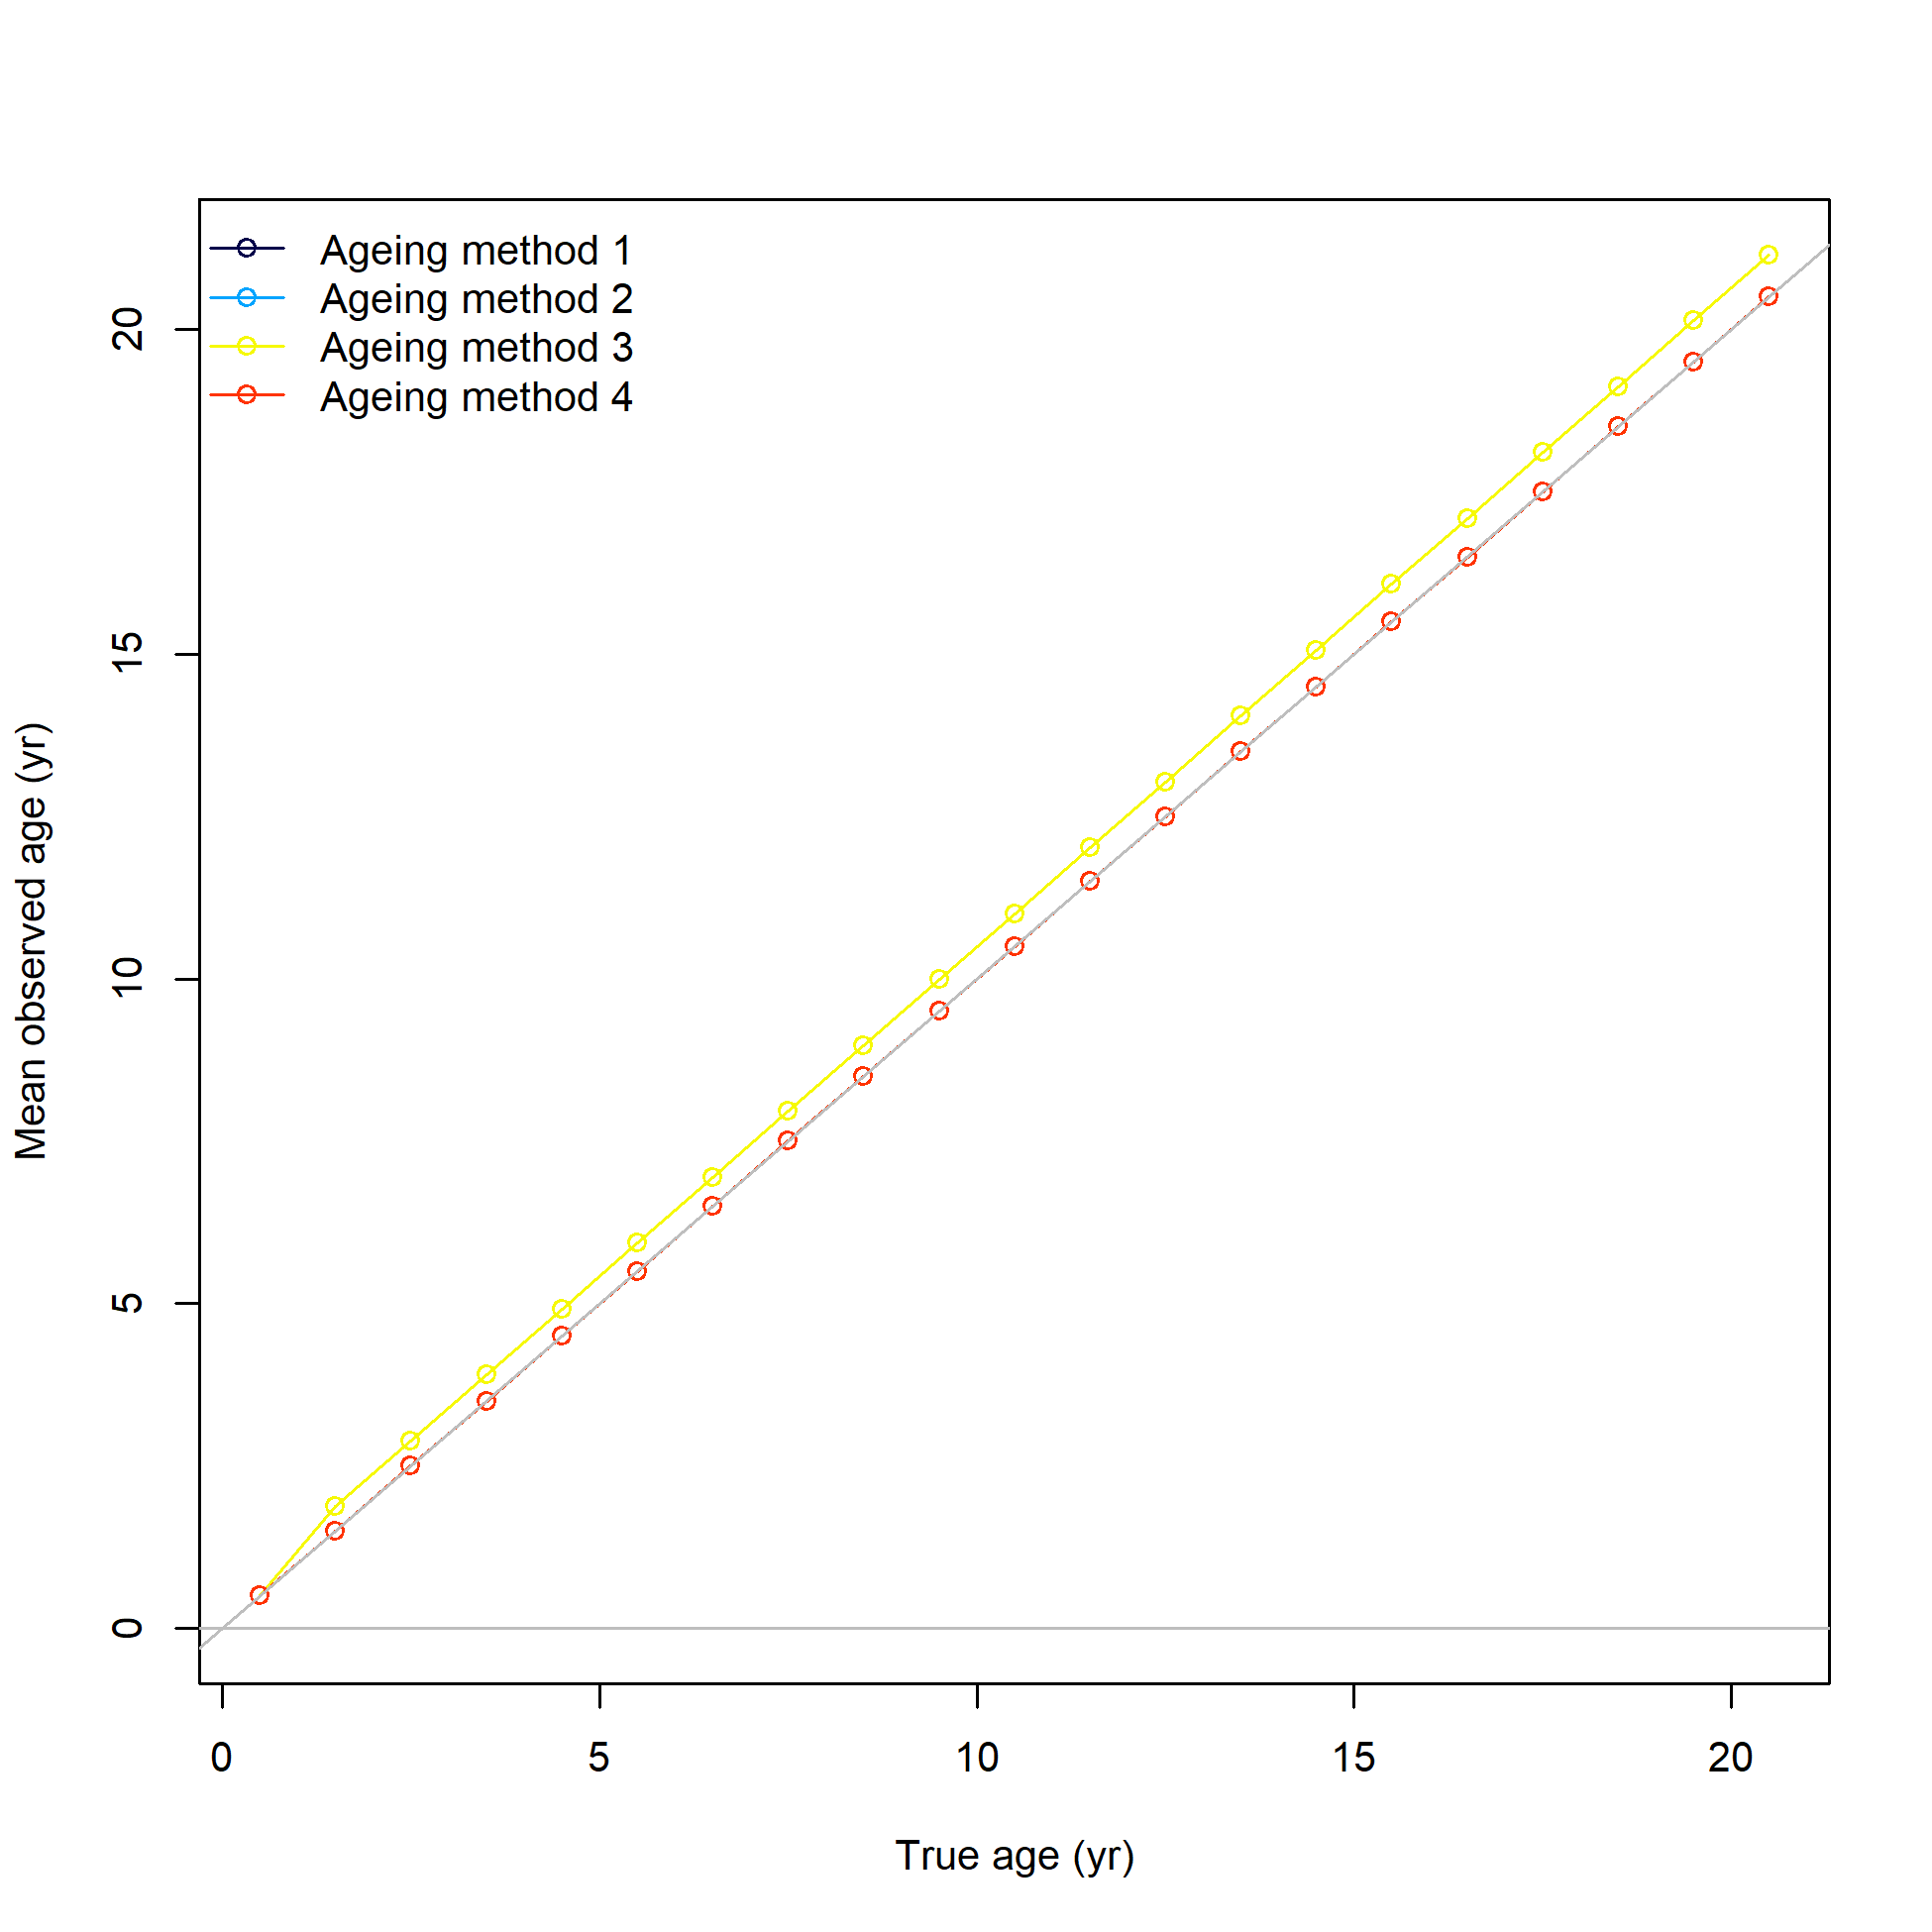 Ageing method 1
Ageing method 2
Ageing method 3
Ageing method 4
20
15
10
5
0
Mean observed age (yr)
0 5 10 15 20
True age (yr)